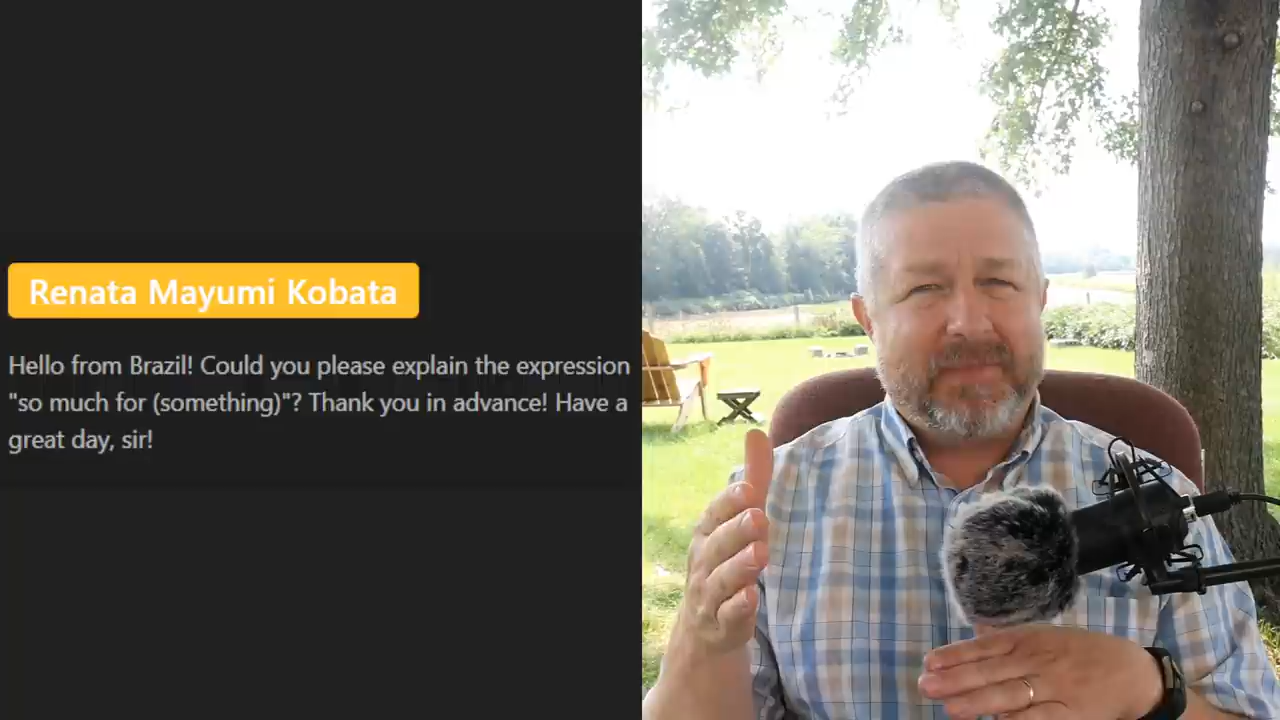 Renata Mayumi Kobata
Hello from Brazil! Could you please explain the expression
"so much for (something)"? Thank you in advance! Have a
great day, sir!